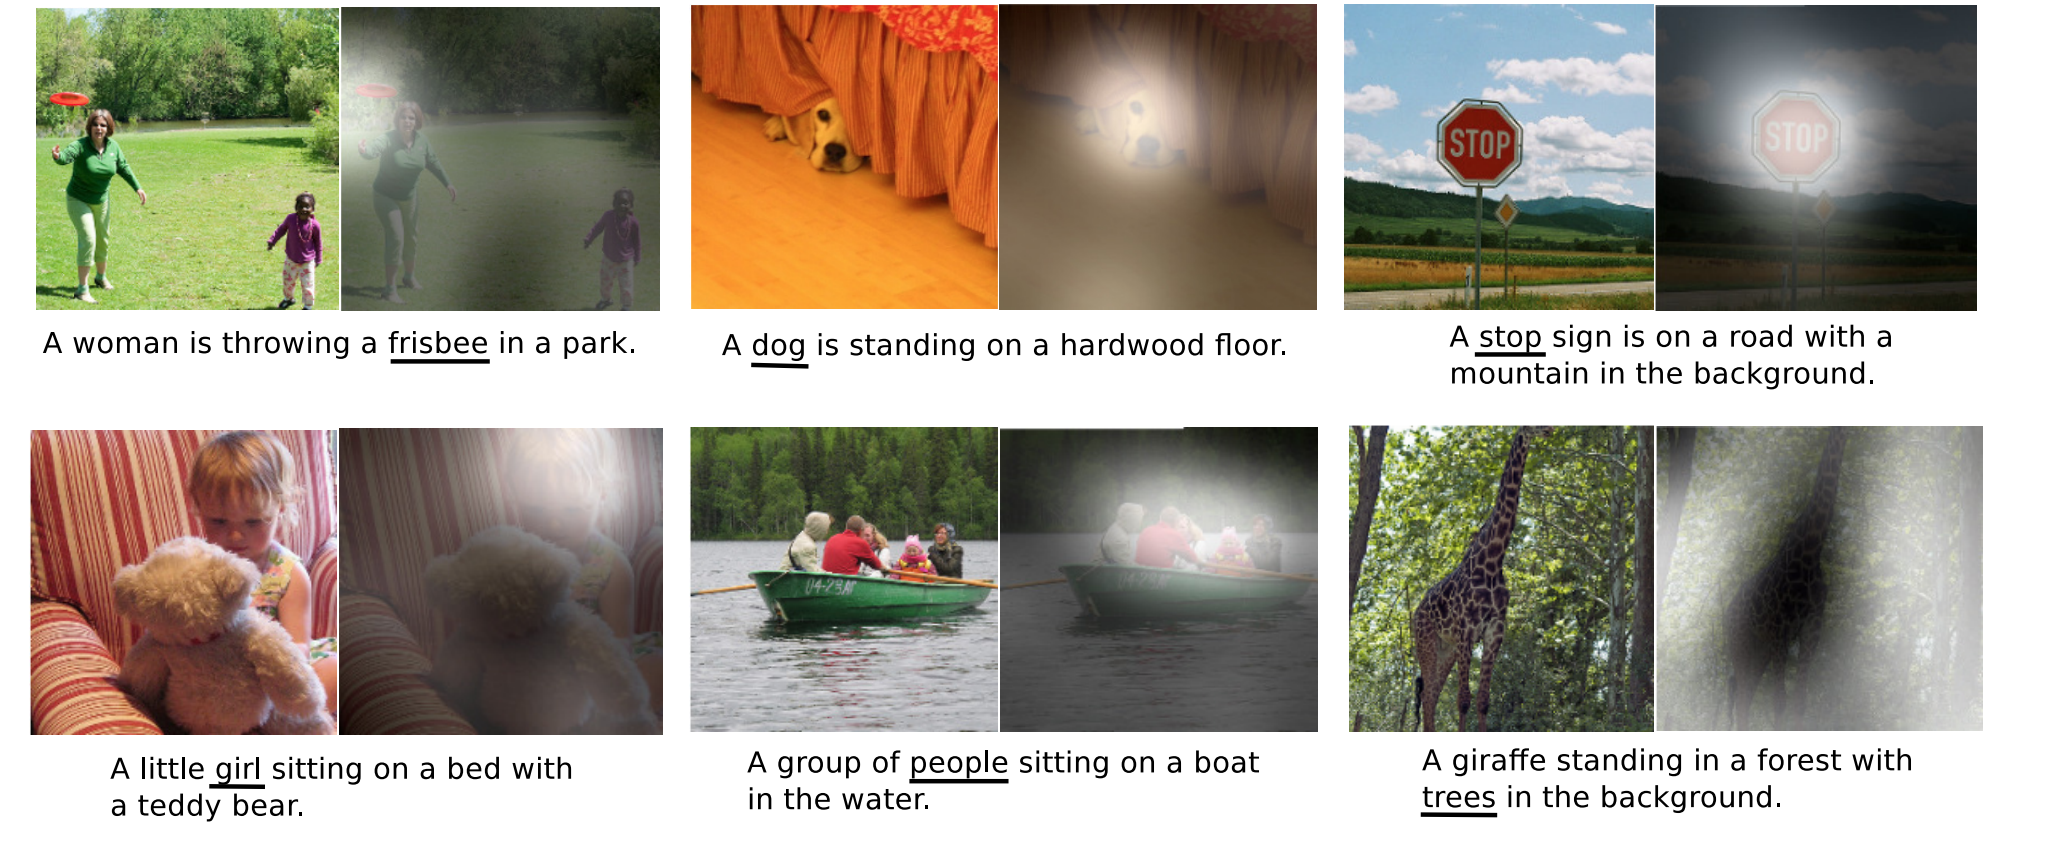 STOP
STOP
A woman is throwing a frisbee in a park.
A dog is standing on a hardwood floor.
A stop sign is on a road with a
mountain in the background.
A little girl sitting on a bed with
a teddy bear.
A group of people sitting on a boat
in the water.
A giraffe standing in a forest with
trees in the background.